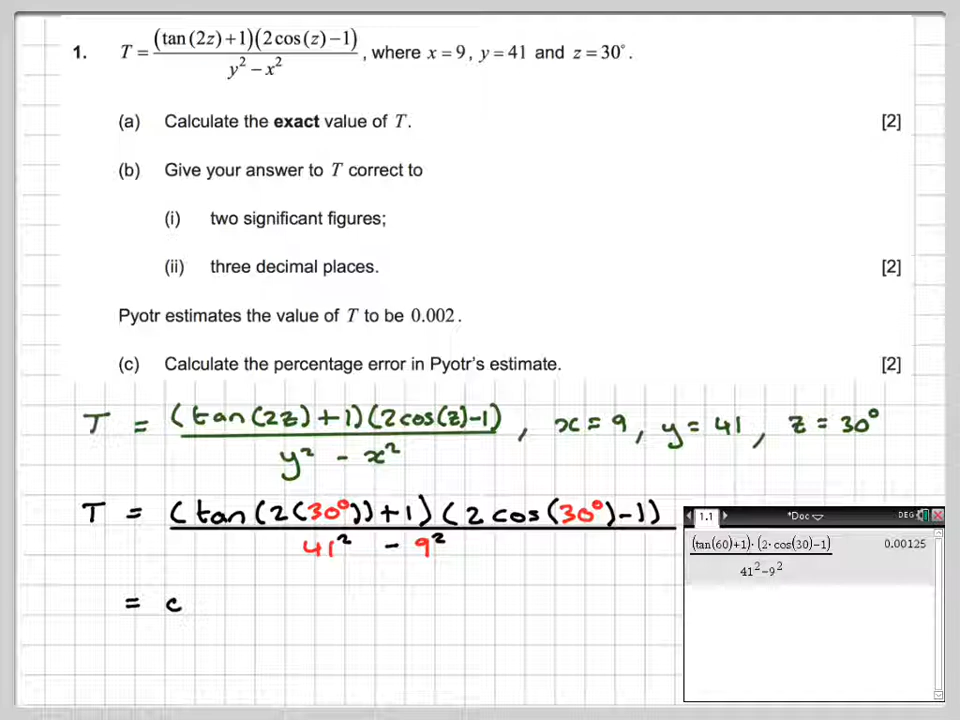 1. T = (tan(2z)+1)(2cos(z)−1) / y² − x² , where x = 9, y = 41 and z = 30°.
(a) Calculate the exact value of T. [2]
(b) Give your answer to T correct to
(i) two significant figures;
(ii) three decimal places. [2]
Pyotr estimates the value of T to be 0.002.
(c) Calculate the percentage error in Pyotr's estimate. [2]
T = (tan(2z)+1)(2cos(z)-1) / y² - x² , x = 9, y = 41, z = 30°
T = (tan(2(30°))+1)(2cos(30°)-1) / 41² - 9²
= c
1.1 *Doc DEG
(tan(60)+1)·(2·cos(30)−1) / 41²−9² 0.00125